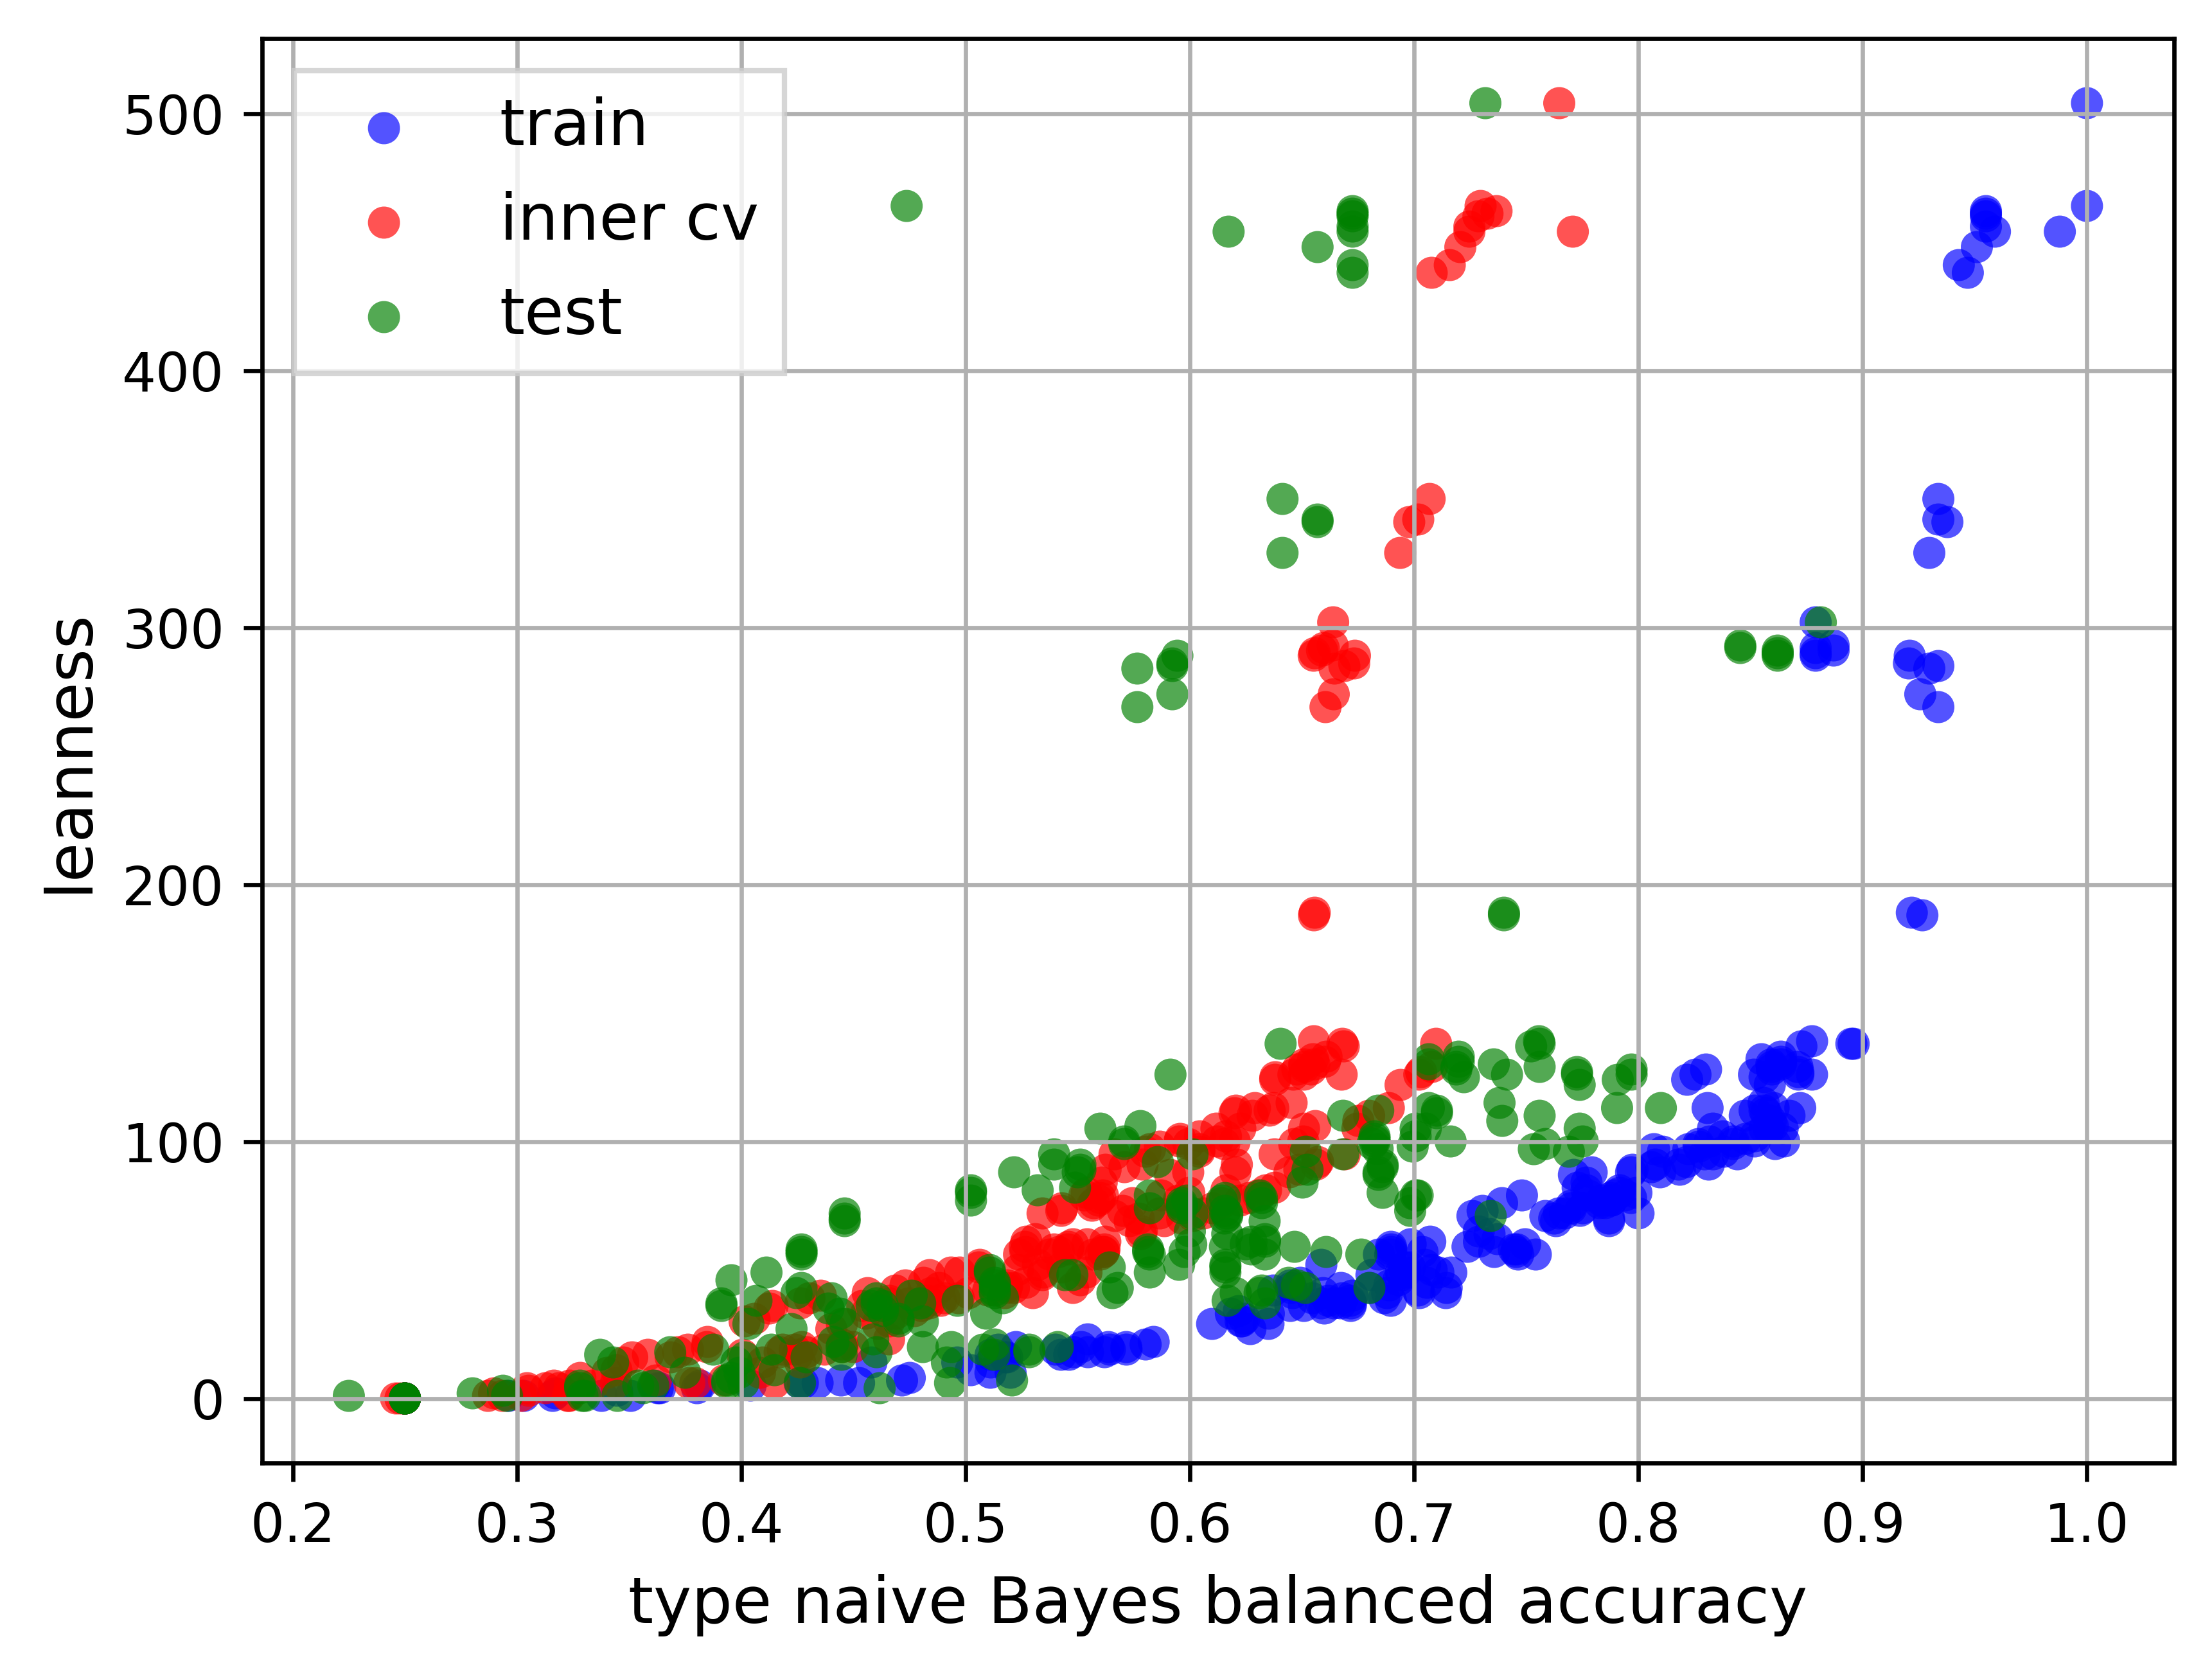 train
inner cv
test
500
400
300
200
100
0
leanness
0.2 0.3 0.4 0.5 0.6 0.7 0.8 0.9 1.0
type naive Bayes balanced accuracy